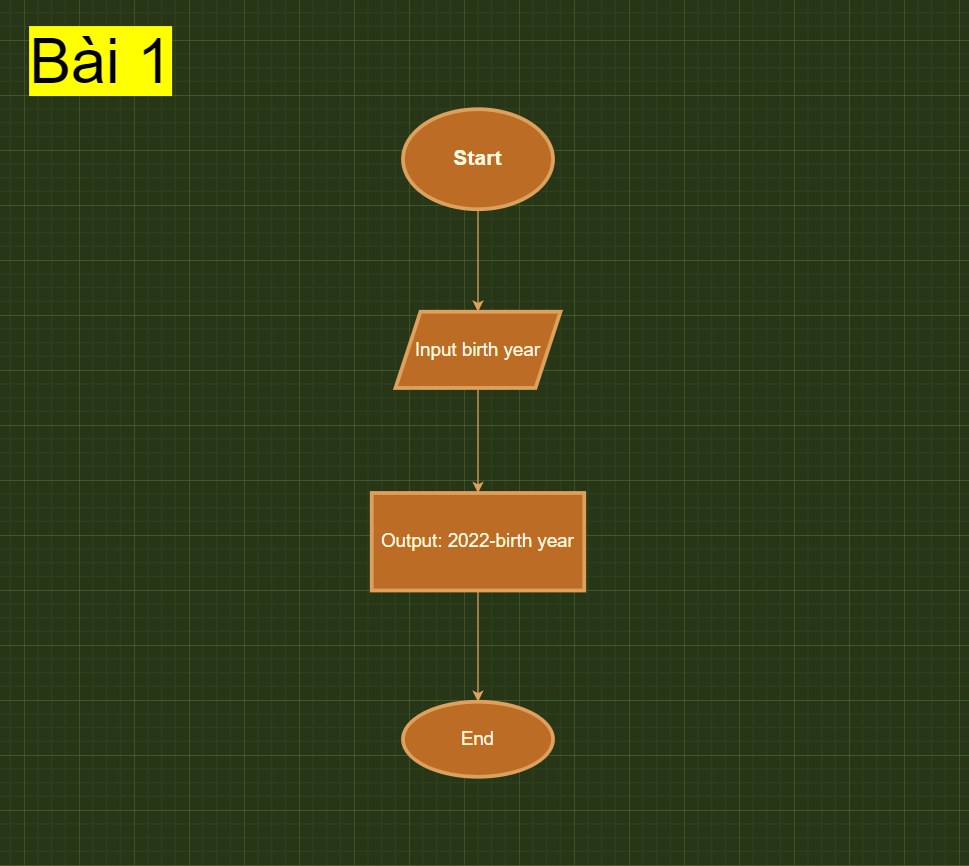 Bài 1
Start
Input birth year
Output: 2022-birth year
End